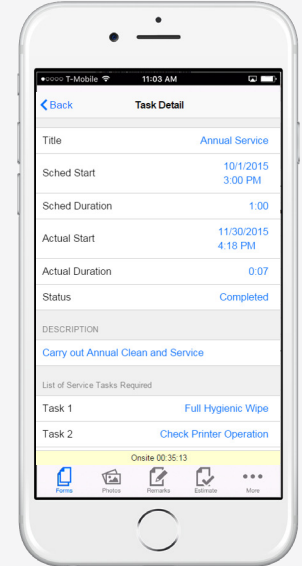 T-Mobile 11:03 AM
Back Task Detail
Title Annual Service
Sched Start 10/1/2015
3:00 PM
Sched Duration 1:00
Actual Start 11/30/2015
4:18 PM
Actual Duration 0:07
Status Completed
DESCRIPTION
Carry out Annual Clean and Service
List of Service Tasks Required
Task 1 Full Hygienic Wipe
Task 2 Check Printer Operation
Onsite 00:35:13
Forms Photos Remarks Estimate More